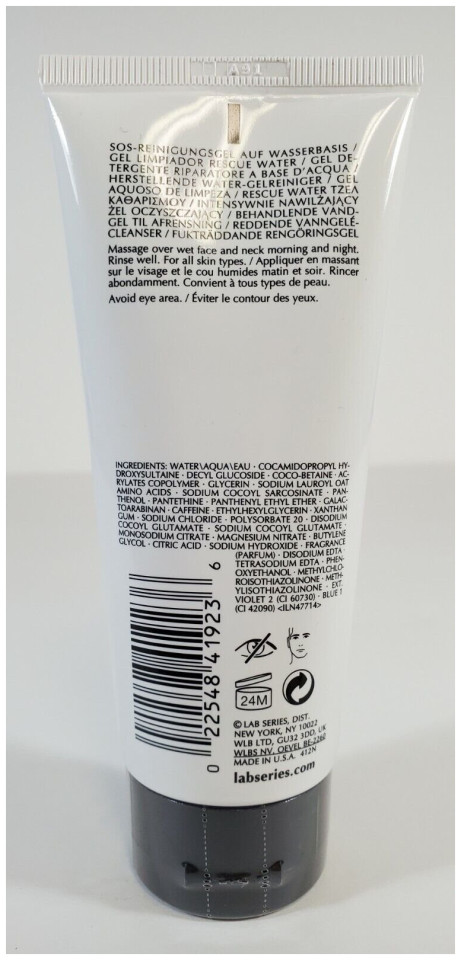 A91
SOS-REINIGUNGSGEL AUF WASSERBASIS /
GEL LIMPIADOR RESCUE WATER / GEL DE-
TERGENTE RIPARATORE A BASE D'ACQUA /
HERSTELLENDE WATER-GELREINIGER / GEL
AQUOSO DE LIMPEZA / RESCUE WATER ΤΖΕΛ
ΚΑΘΑΡΙΣΜΟΥ / INTENSYWNIE NAWILŻAJĄCY
ŻEL OCZYSZCZAJĄCY / BEHANDLENDE VAND-
GEL TIL AFRENSNING / REDDENDE VANNGELÉ-
CLEANSER / FUKTRÄDDANDE RENGÖRINGSGEL
Massage over wet face and neck morning and night.
Rinse well. For all skin types. / Appliquer en massant
sur le visage et le cou humides matin et soir. Rincer
abondamment. Convient à tous types de peau.
Avoid eye area. / Éviter le contour des yeux.
INGREDIENTS: WATER\AQUA\EAU • COCAMIDOPROPYL HY-
DROXYSULTAINE • DECYL GLUCOSIDE • COCO-BETAINE • AC-
RYLATES COPOLYMER • GLYCERIN • SODIUM LAUROYL OAT
AMINO ACIDS • SODIUM COCOYL SARCOSINATE • PAN-
THENOL • PANTETHINE • PANTHENYL ETHYL ETHER • GALAC-
TOARABINAN • CAFFEINE • ETHYLHEXYLGLYCERIN • XANTHAN
GUM • SODIUM CHLORIDE • POLYSORBATE 20 • DISODIUM
COCOYL GLUTAMATE • SODIUM COCOYL GLUTAMATE •
MONOSODIUM CITRATE • MAGNESIUM NITRATE • BUTYLENE
GLYCOL • CITRIC ACID • SODIUM HYDROXIDE • FRAGRANCE
(PARFUM) • DISODIUM EDTA •
TETRASODIUM EDTA • PHEN-
OXYETHANOL • METHYLCHLO-
ROISOTHIAZOLINONE • METH-
YLISOTHIAZOLINONE • EXT.
VIOLET 2 (CI 60730) • BLUE 1
(CI 42090) <ILN47714>
0 22548 41923 6
24M
© LAB SERIES, DIST.
NEW YORK, NY 10022
WLB LTD, GU32 3DD, UK
WLBS NV, OEVEL BE-2260
MADE IN U.S.A. 412N
labseries.com